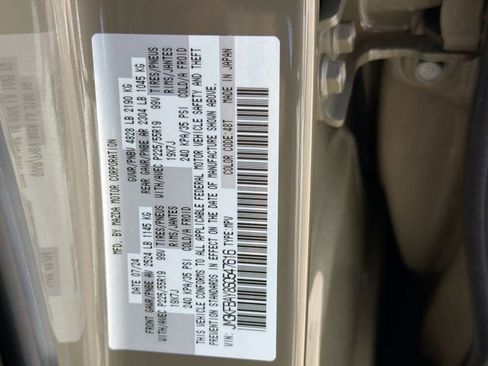 MFD. BY MAZDA MOTOR CORPORATION
DATE 07/24 GVWR/PNBV 4828 LB 2190 KG
FRONT GAWR/PNBE AV 2524 LB 1145 KG REAR GAWR/PNBE AR 2304 LB 1045 KG
WITH/AVEC P225/55R19 99V TIRES/PNEUS WITH/AVEC P225/55R19 99V TIRES/PNEUS
19X7J RIMS/JANTES 19X7J RIMS/JANTES
240 KPA/35 PSI COLD/A FROID 240 KPA/35 PSI COLD/A FROID
THIS VEHICLE CONFORMS TO ALL APPLICABLE FEDERAL MOTOR VEHICLE SAFETY AND THEFT
PREVENTION STANDARDS IN EFFECT ON THE DATE OF MANUFACTURE SHOWN ABOVE.
TYPE: MPV COLOR CODE: 48T MADE IN JAPAN